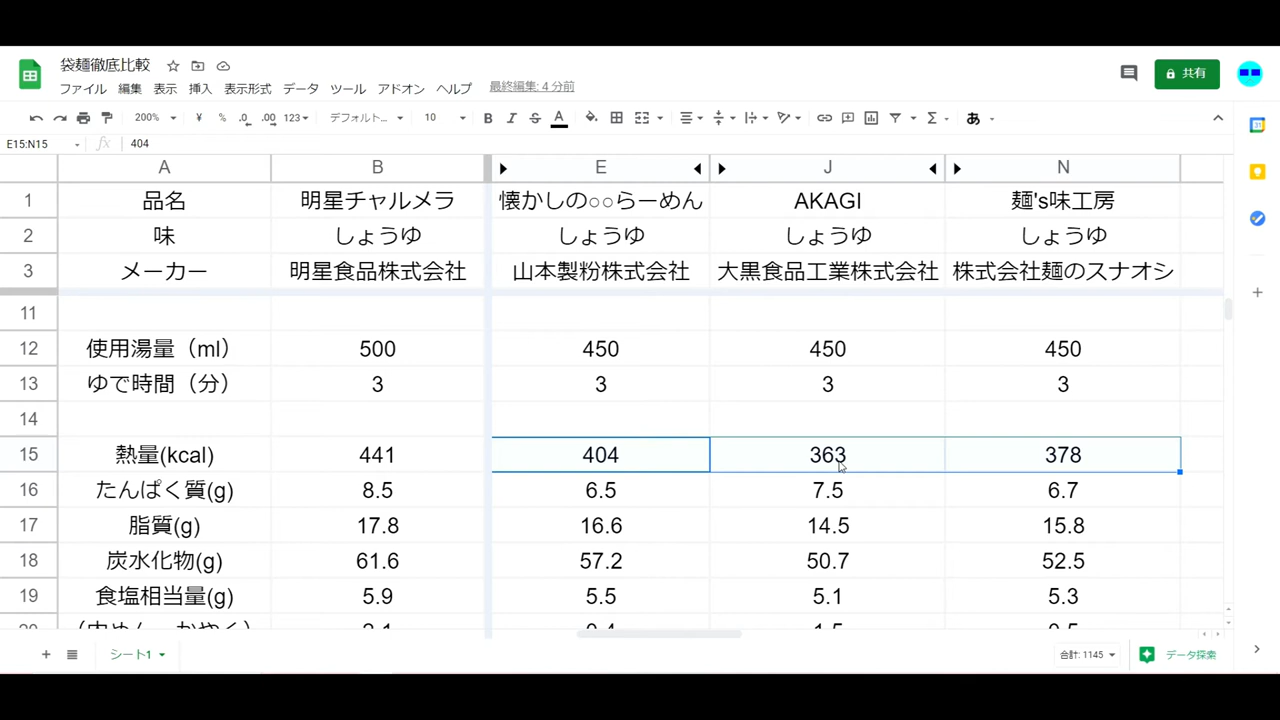 袋麺徹底比較
ファイル 編集 表示 挿入 表示形式 データ ツール アドオン ヘルプ 最終編集: 4 分前
共有
200% ¥ % .0 .00 123 デフォルト... 10 B I S A あ
E15:N15 fx 404
A B E J N
1 品名 明星チャルメラ 懐かしの○○らーめん AKAGI 麺's味工房
2 味 しょうゆ しょうゆ しょうゆ しょうゆ
3 メーカー 明星食品株式会社 山本製粉株式会社 大黒食品工業株式会社 株式会社麺のスナオシ
11
12 使用湯量（ml） 500 450 450 450
13 ゆで時間（分） 3 3 3 3
14
15 熱量(kcal) 441 404 363 378
16 たんぱく質(g) 8.5 6.5 7.5 6.7
17 脂質(g) 17.8 16.6 14.5 15.8
18 炭水化物(g) 61.6 57.2 50.7 52.5
19 食塩相当量(g) 5.9 5.5 5.1 5.3
シート1 合計: 1145 データ探索